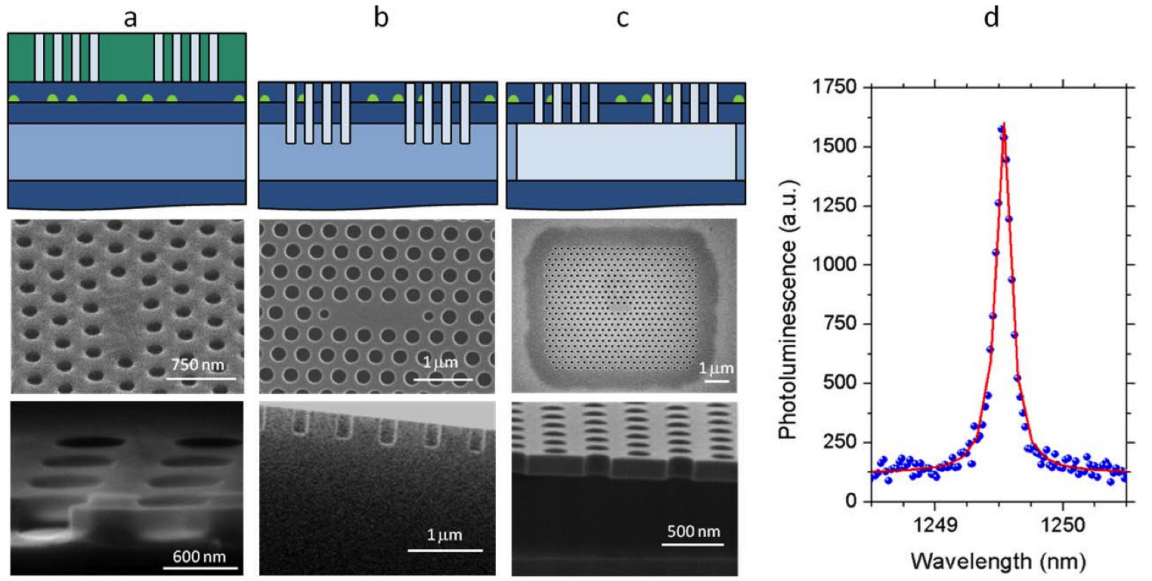 a
b
c
d
750 nm
1 μm
1 μm
600 nm
1 μm
500 nm
1750
1500
1250
1000
750
500
250
0
1249
1250
Photoluminescence (a.u.)
Wavelength (nm)